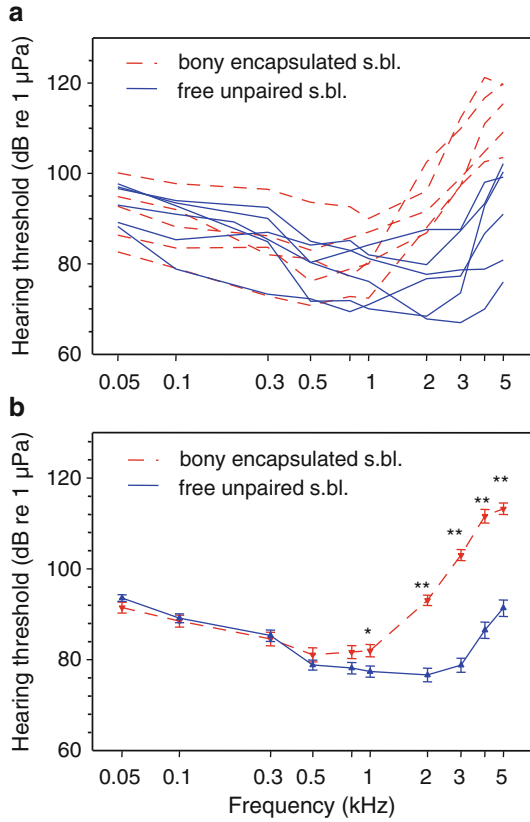 a
Hearing threshold (dB re 1 µPa)
120
100
80
60
bony encapsulated s.bl.
free unpaired s.bl.
0.05 0.1 0.3 0.5 1 2 3 5
b
Hearing threshold (dB re 1 µPa)
120
100
80
60
bony encapsulated s.bl.
free unpaired s.bl.
* ** ** ** **
0.05 0.1 0.3 0.5 1 2 3 5
Frequency (kHz)